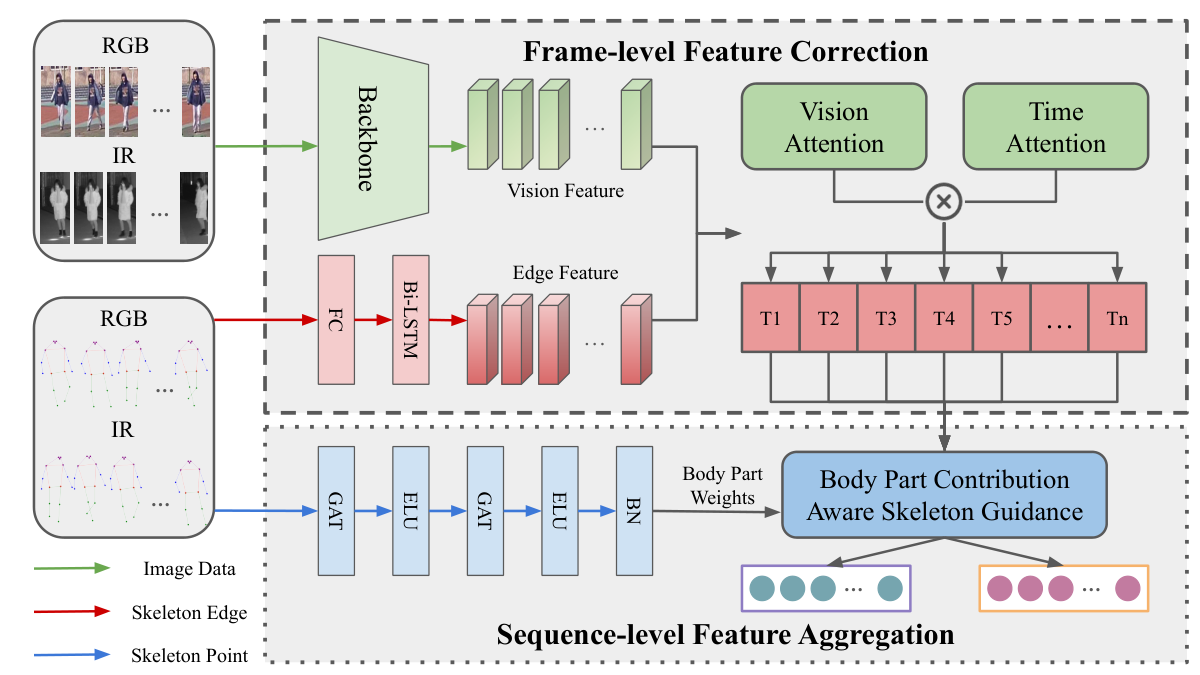 RGB
...
IR
...
RGB
...
IR
...
Image Data
Skeleton Edge
Skeleton Point
Frame-level Feature Correction
Backbone
...
Vision Feature
FC
Bi-LSTM
Edge Feature
...
Vision
Attention
Time
Attention
T1
T2
T3
T4
T5
...
Tn
GAT
ELU
GAT
ELU
BN
Body Part
Weights
Body Part Contribution
Aware Skeleton Guidance
...
...
Sequence-level Feature Aggregation